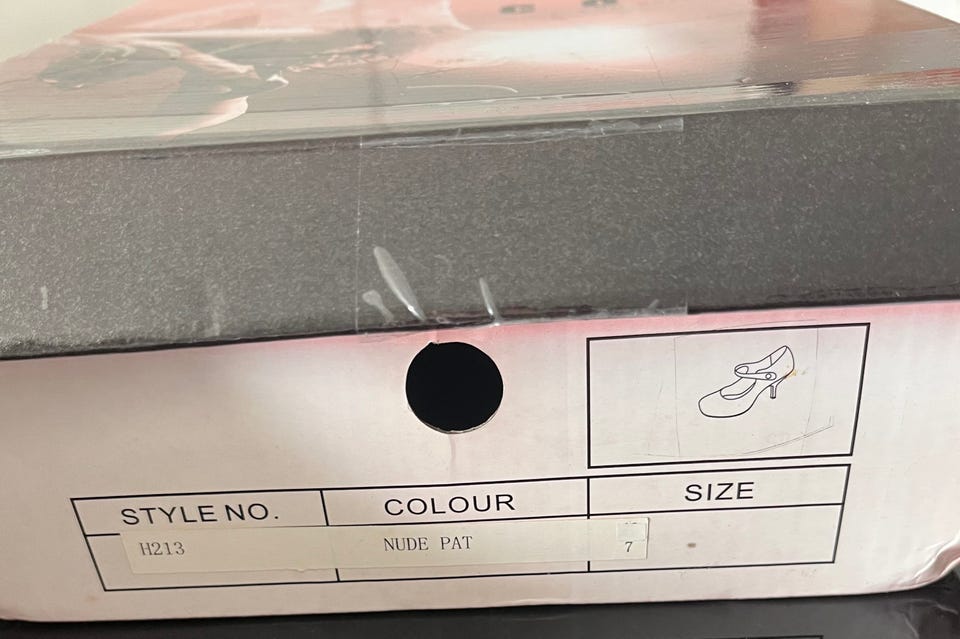 STYLE NO. COLOUR SIZE
H213 NUDE PAT 7